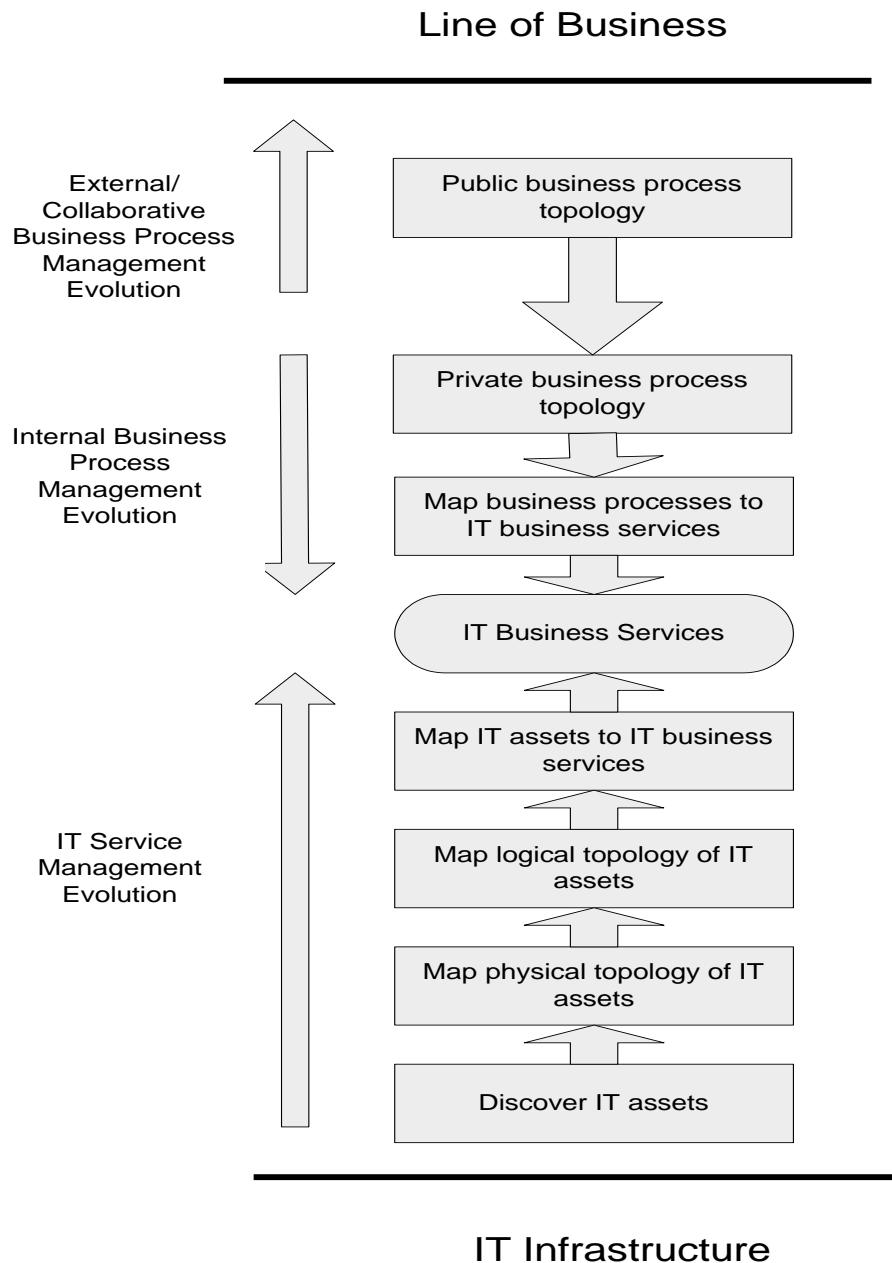 Line of Business
External/
Collaborative
Business Process
Management
Evolution
Public business process
topology
Private business process
topology
Internal Business
Process
Management
Evolution
Map business processes to
IT business services
IT Business Services
Map IT assets to IT business
services
IT Service
Management
Evolution
Map logical topology of IT
assets
Map physical topology of IT
assets
Discover IT assets
IT Infrastructure